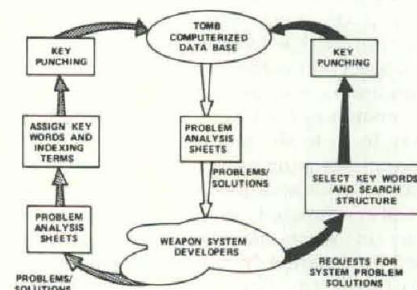 TOMB
COMPUTERIZED
DATA BASE
KEY
PUNCHING
KEY
PUNCHING
ASSIGN KEY
WORDS AND
INDEXING
TERMS
PROBLEM
ANALYSIS
SHEETS
PROBLEMS/
SOLUTIONS
SELECT KEY WORDS
AND SEARCH
STRUCTURE
PROBLEM
ANALYSIS
SHEETS
WEAPON SYSTEM
DEVELOPERS
PROBLEMS/
SOLUTIONS
REQUESTS FOR
SYSTEM PROBLEM
SOLUTIONS